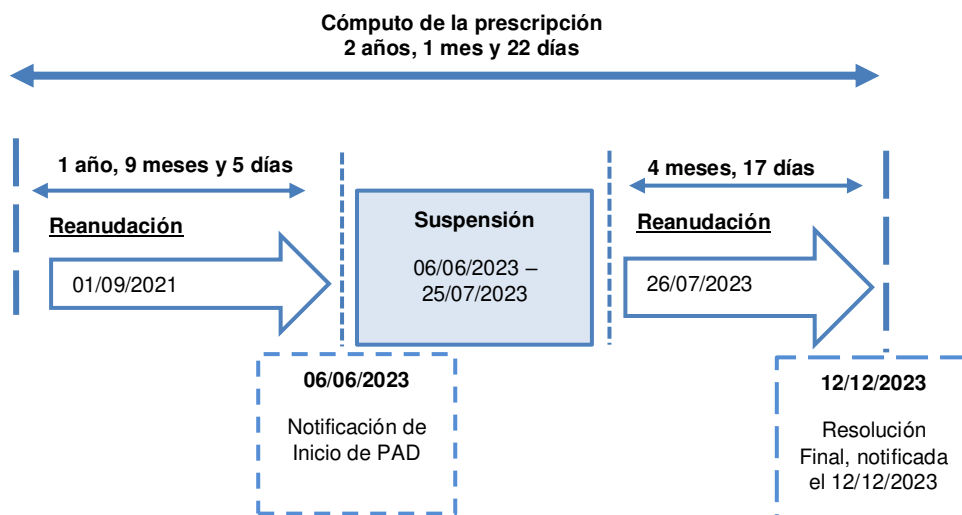 Cómputo de la prescripción
2 años, 1 mes y 22 días
1 año, 9 meses y 5 días
Reanudación
01/09/2021
Suspensión
06/06/2023 –
25/07/2023
4 meses, 17 días
Reanudación
26/07/2023
06/06/2023
Notificación de
Inicio de PAD
12/12/2023
Resolución
Final, notificada
el 12/12/2023